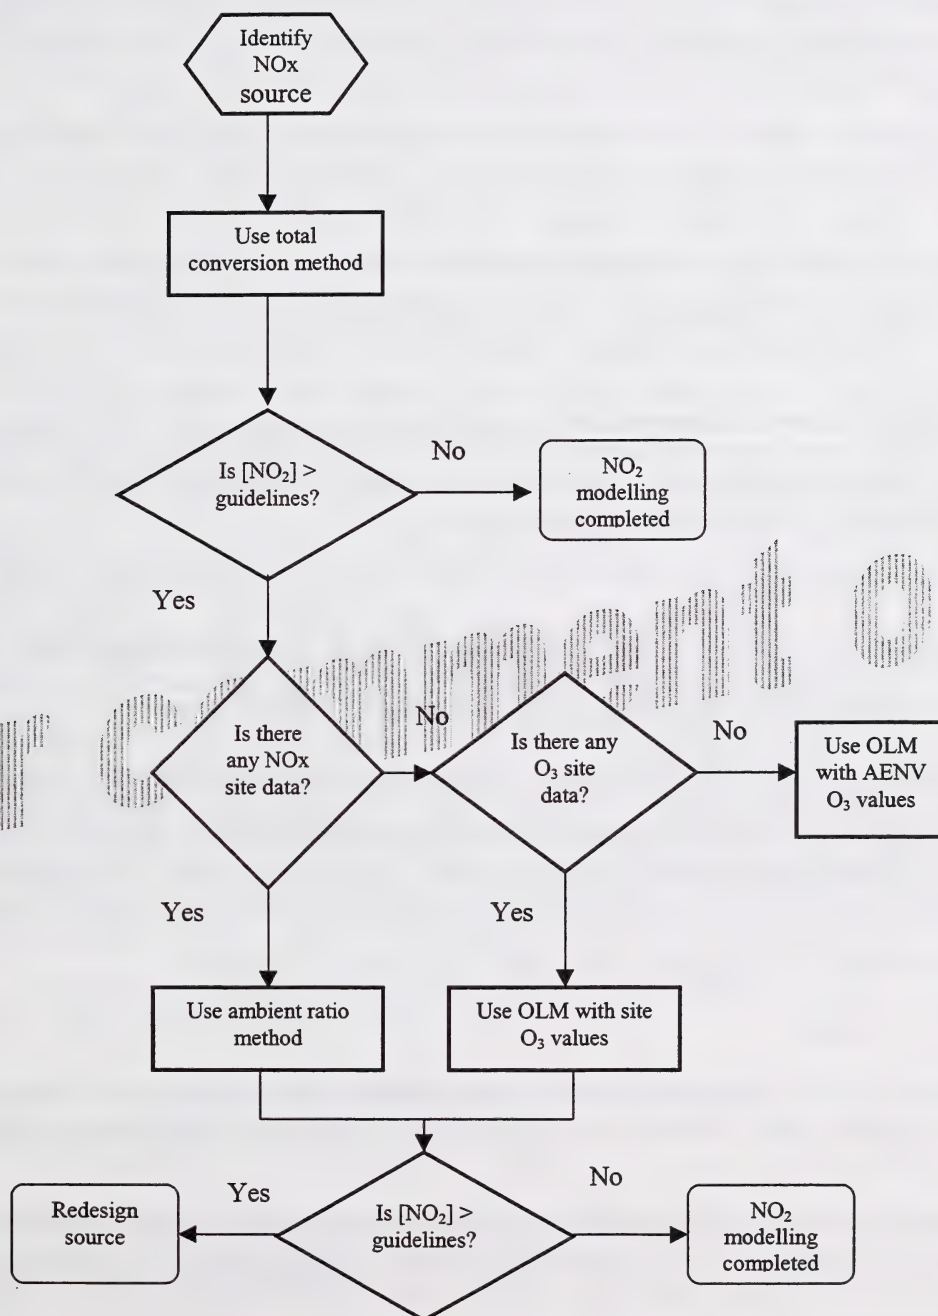 Identify
NOx
source
Use total
conversion method
Is [NO₂] >
guidelines?
No
NO₂
modelling
completed
Yes
Is there
any NOx
site data?
No
Is there any
O₃ site
data?
No
Use OLM
with AENV
O₃ values
Yes
Yes
Use ambient ratio
method
Use OLM with site
O₃ values
Is [NO₂] >
guidelines?
Yes
Redesign
source
No
NO₂
modelling
completed